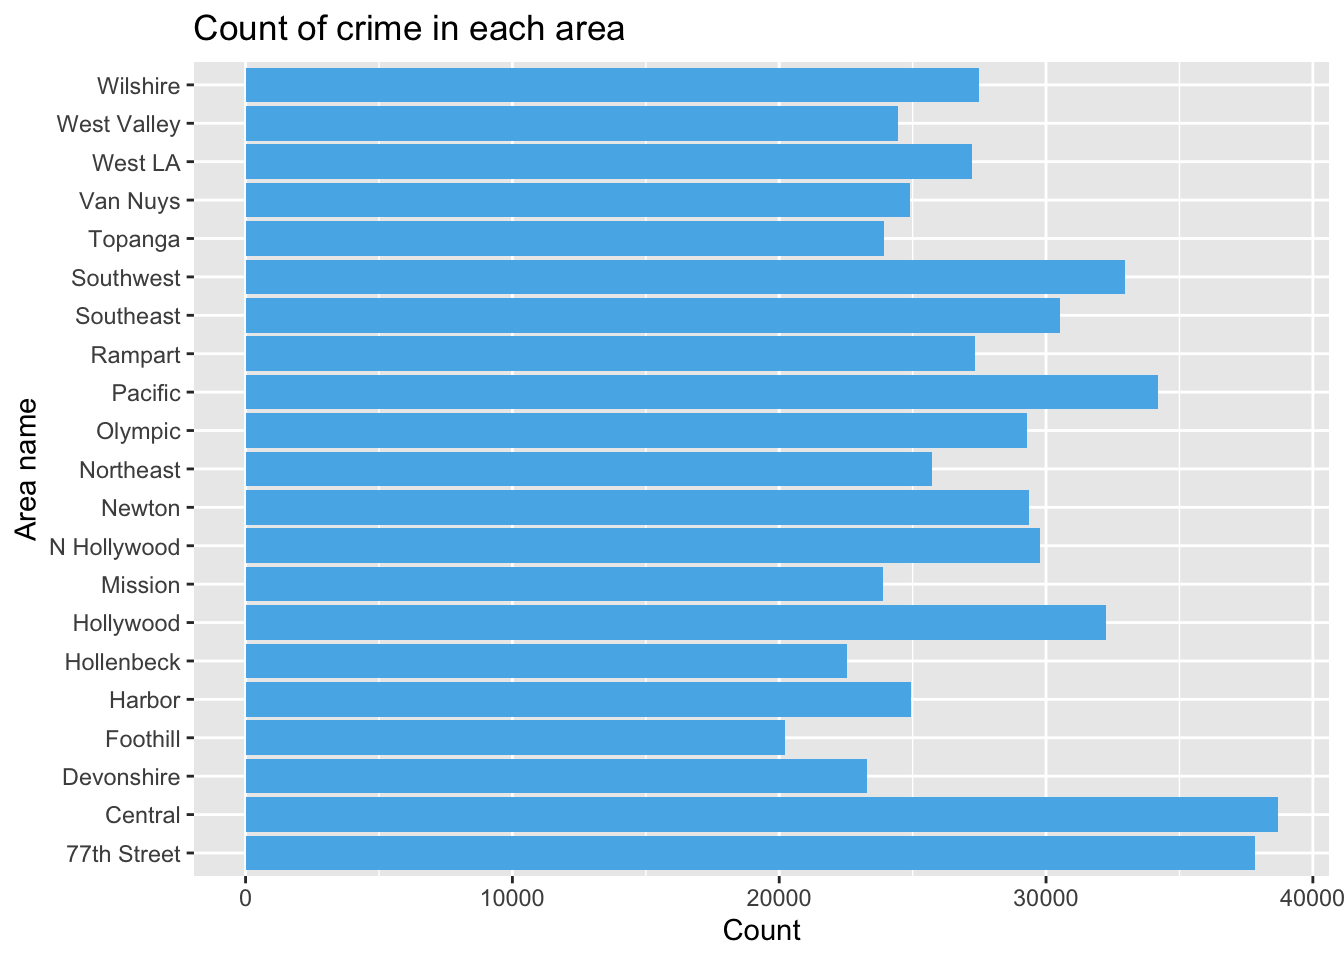 Count of crime in each area
Wilshire
West Valley
West LA
Van Nuys
Topanga
Southwest
Southeast
Rampart
Pacific
Olympic
Northeast
Newton
N Hollywood
Mission
Hollywood
Hollenbeck
Harbor
Foothill
Devonshire
Central
77th Street
Area name
0 10000 20000 30000 40000
Count